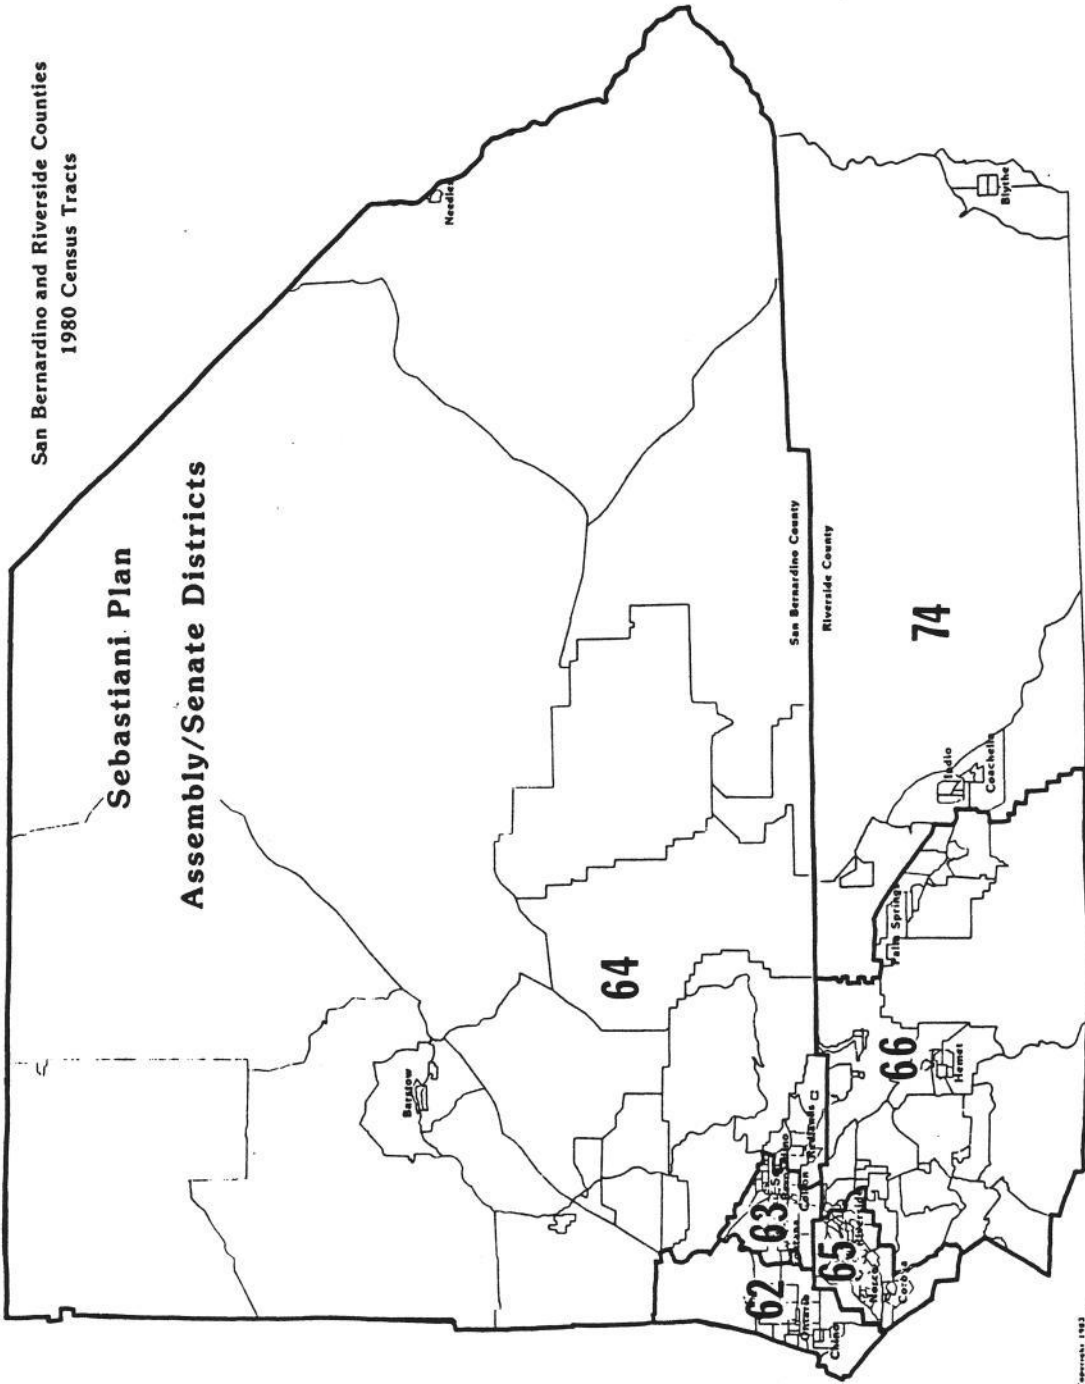 San Bernardino and Riverside Counties
1980 Census Tracts
Sebastiani Plan
Assembly/Senate Districts
Needles
Blythe
San Bernardino County
Riverside County
74
Indio
Coachella
Palm Springs
64
Barstow
66
Hemet
Redlands
Colton
63
Riverside
65
Norco
Corona
62
Ontario
Chino
Copyright 1983